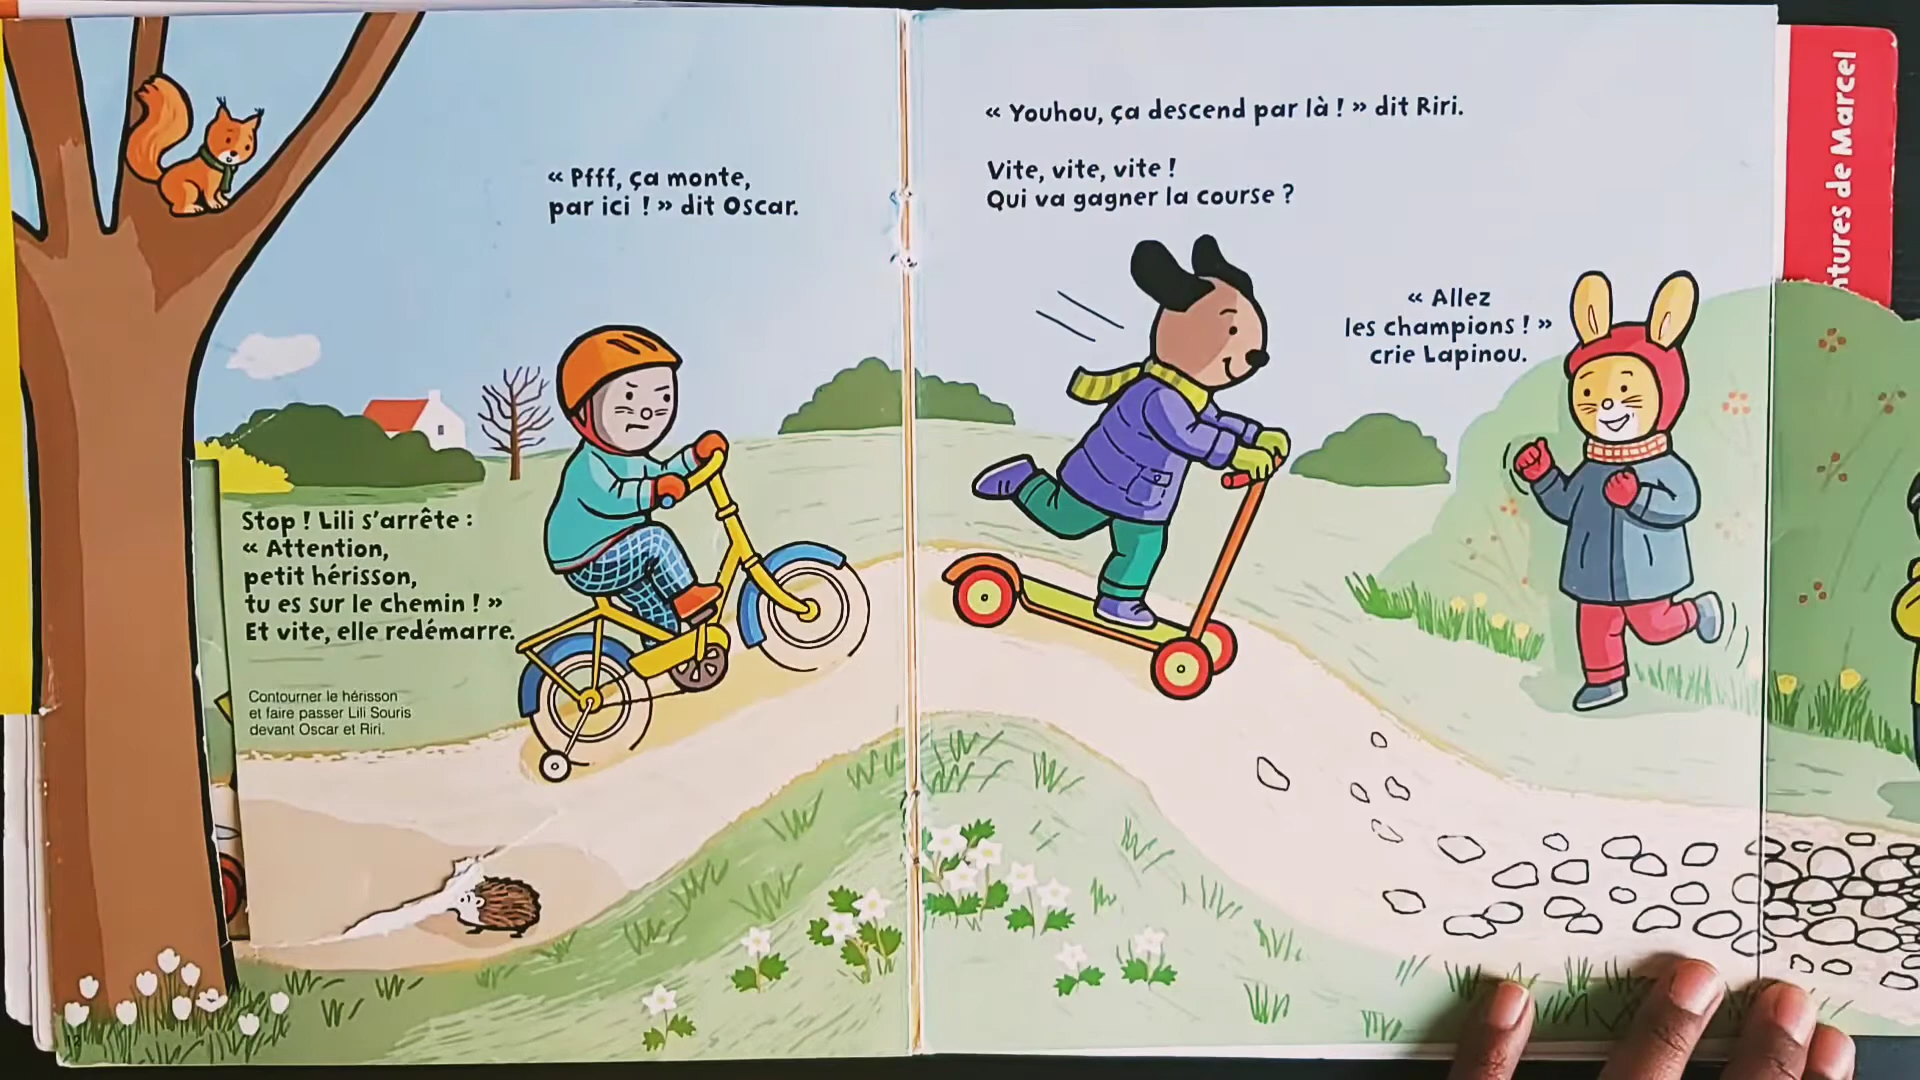 « Pfff, ça monte,
par ici ! » dit Oscar.
Stop ! Lili s'arrête :
« Attention,
petit hérisson,
tu es sur le chemin ! »
Et vite, elle redémarre.
Contourner le hérisson
et faire passer Lili Souris
devant Oscar et Riri.
« Youhou, ça descend par là ! » dit Riri.
Vite, vite, vite !
Qui va gagner la course ?
« Allez
les champions ! »
crie Lapinou.
de Marcel